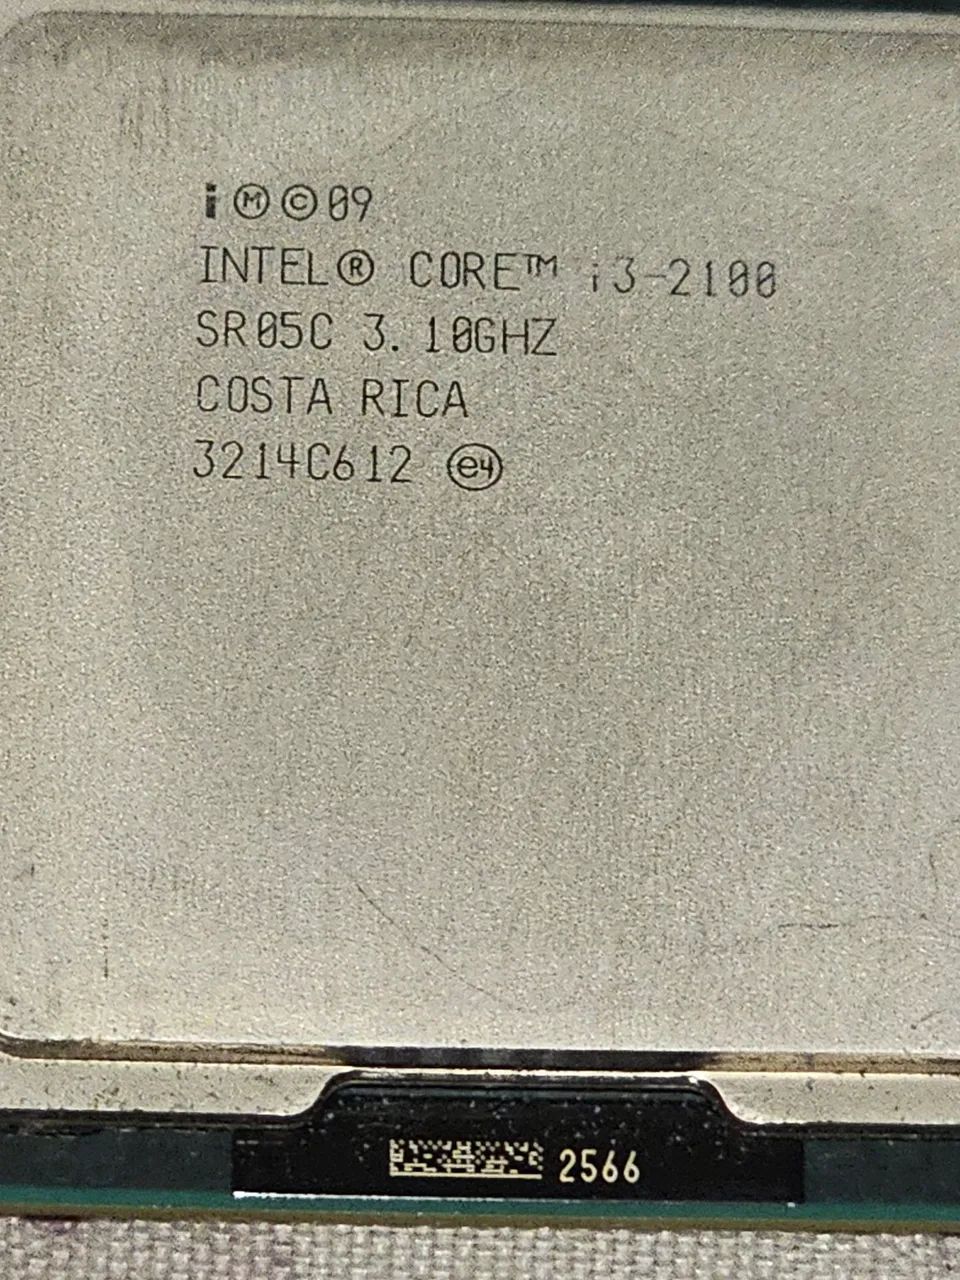 i Ⓜ © 09
INTEL® CORE™ i3-2100
SR05C 3.10GHZ
COSTA RICA
3214C612 e4
2566